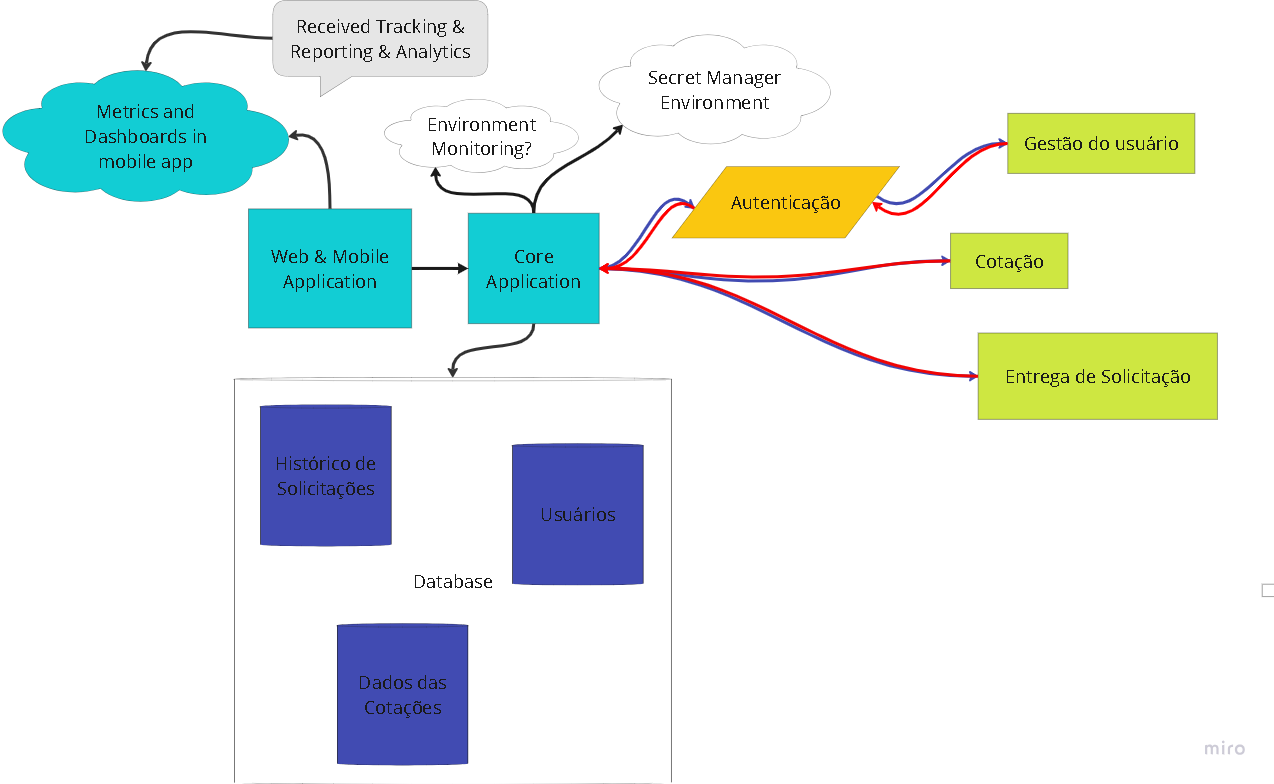 Received Tracking &
Reporting & Analytics
Metrics and
Dashboards in
mobile app
Environment
Monitoring?
Secret Manager
Environment
Autenticação
Gestão do usuário
Web & Mobile
Application
Core
Application
Cotação
Entrega de Solicitação
Histórico de
Solicitações
Usuários
Database
Dados das
Cotações
miro